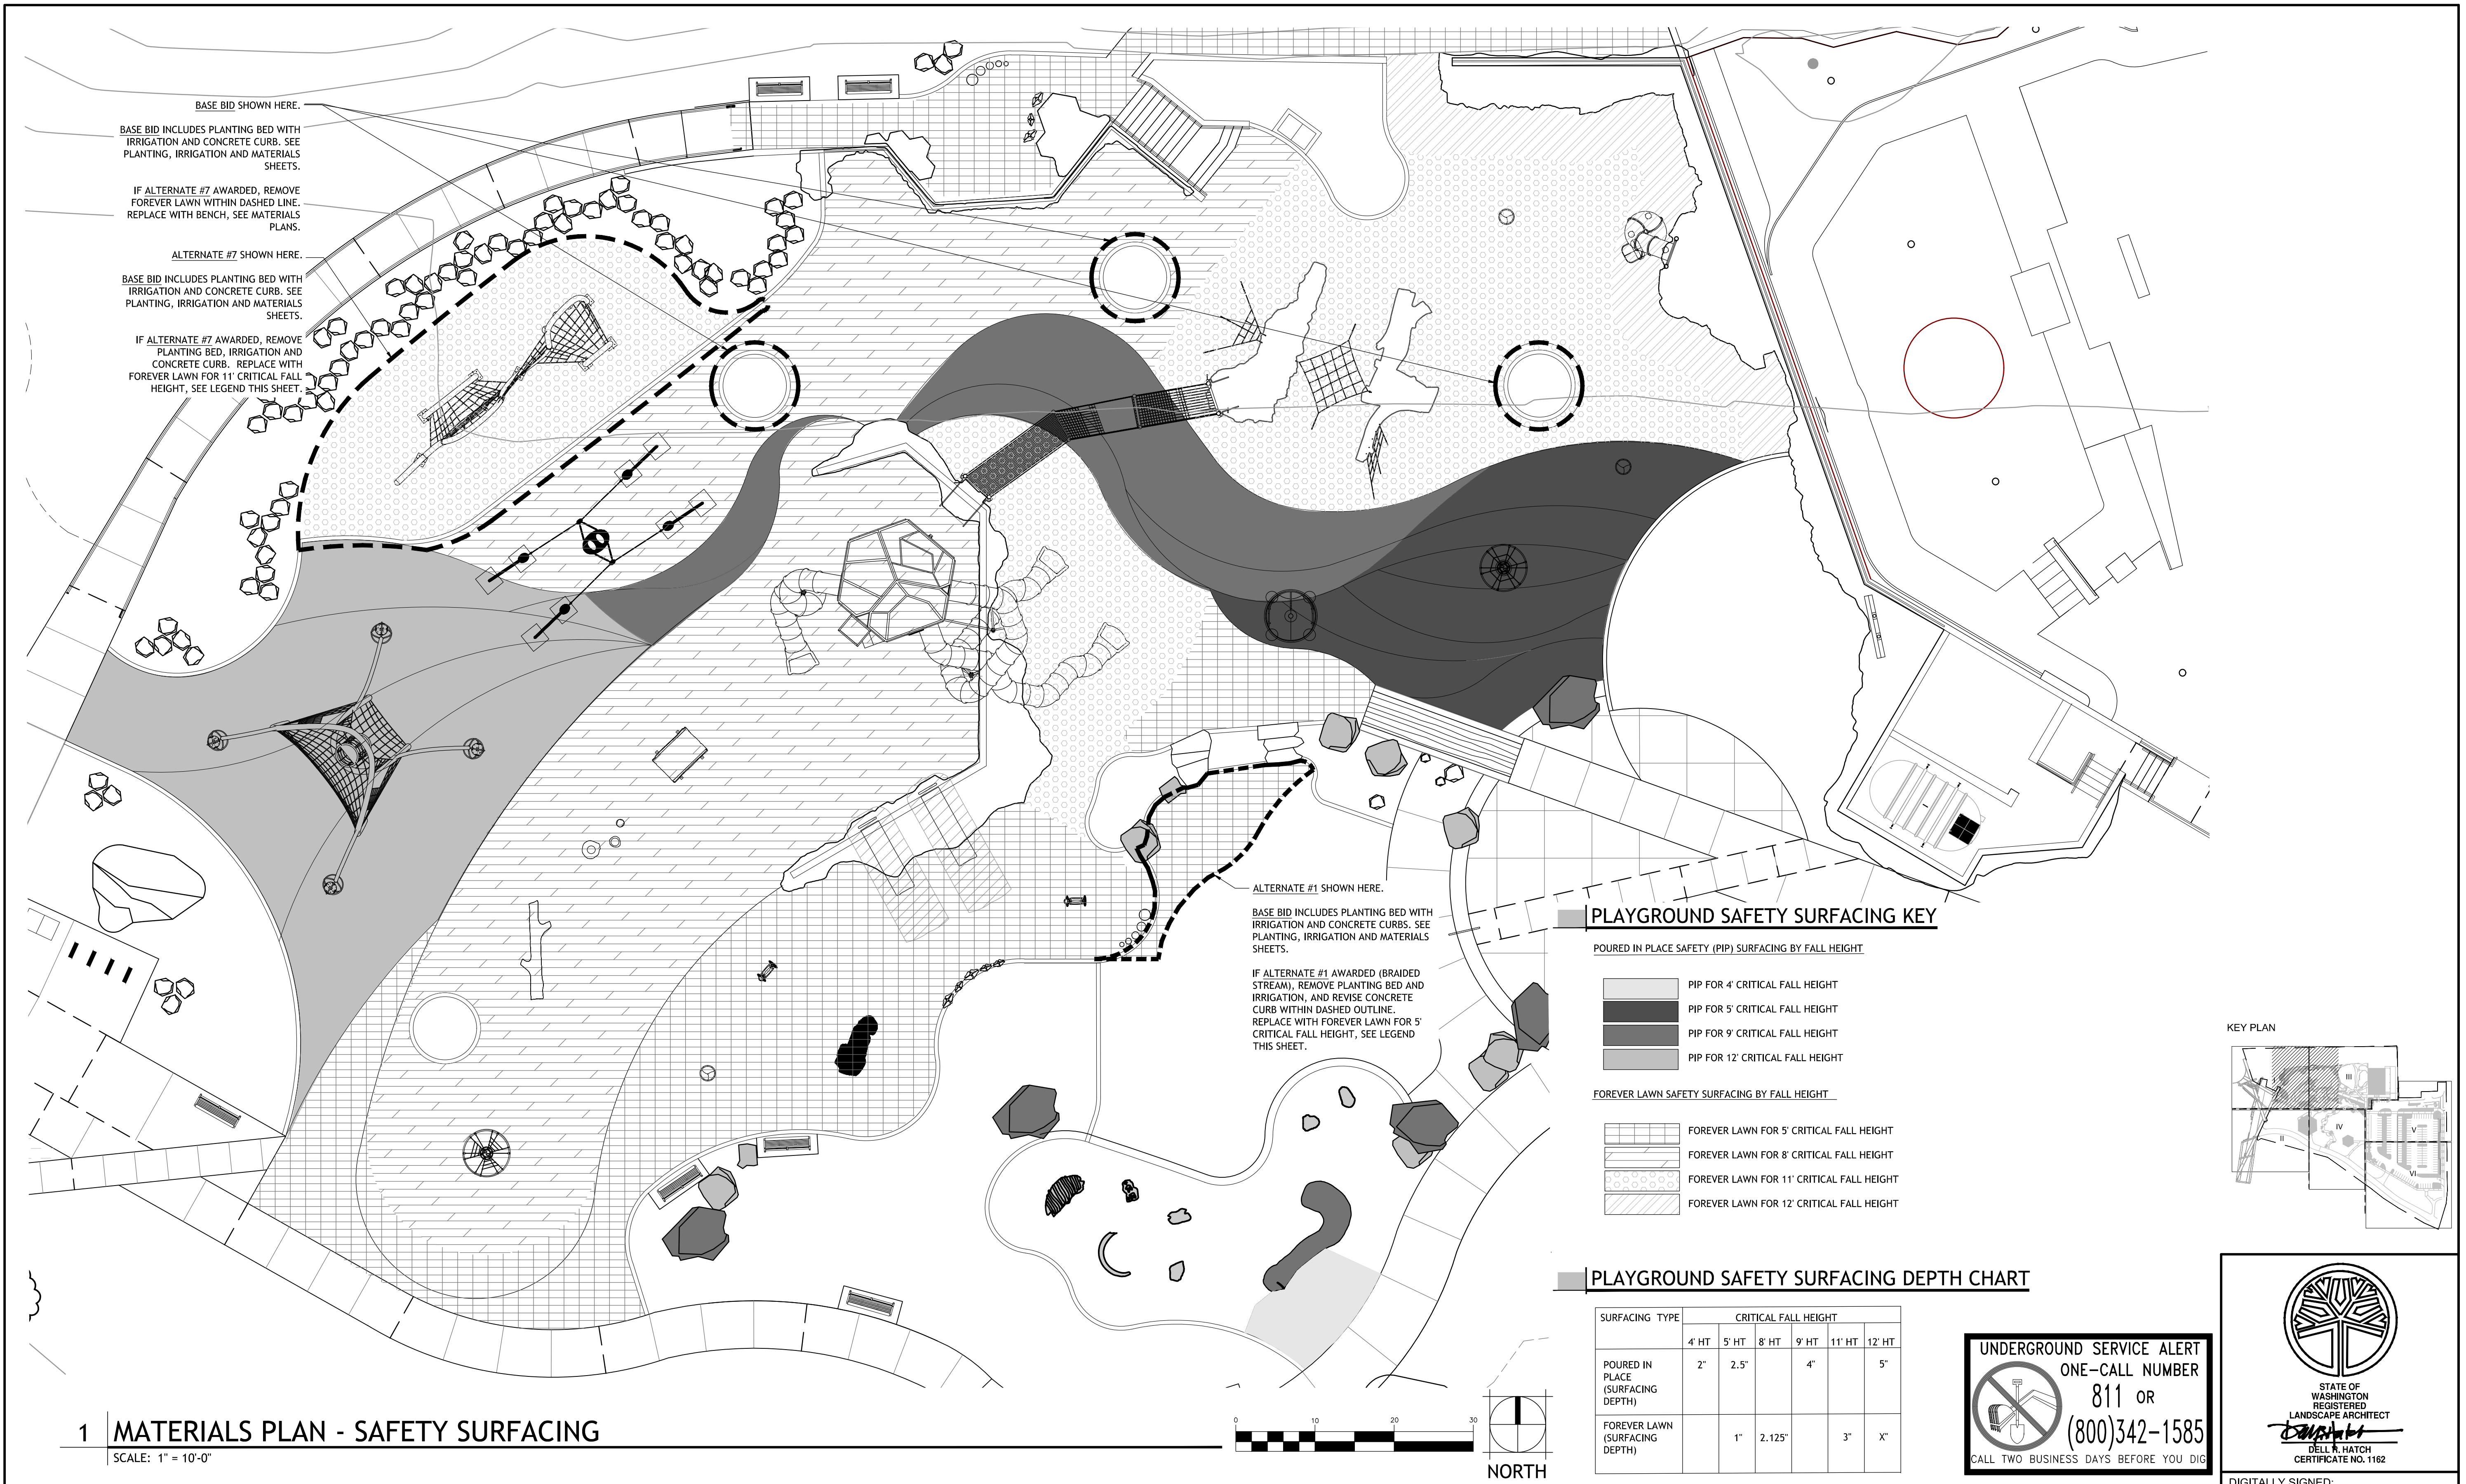 BASE BID SHOWN HERE.
BASE BID INCLUDES PLANTING BED WITH
IRRIGATION AND CONCRETE CURB. SEE
PLANTING, IRRIGATION AND MATERIALS
SHEETS.
IF ALTERNATE #7 AWARDED, REMOVE
FOREVER LAWN WITHIN DASHED LINE.
REPLACE WITH BENCH, SEE MATERIALS
PLANS.
ALTERNATE #7 SHOWN HERE.
BASE BID INCLUDES PLANTING BED WITH
IRRIGATION AND CONCRETE CURB. SEE
PLANTING, IRRIGATION AND MATERIALS
SHEETS.
IF ALTERNATE #7 AWARDED, REMOVE
PLANTING BED, IRRIGATION AND
CONCRETE CURB. REPLACE WITH
FOREVER LAWN FOR 11' CRITICAL FALL
HEIGHT, SEE LEGEND THIS SHEET.
ALTERNATE #1 SHOWN HERE.
BASE BID INCLUDES PLANTING BED WITH
IRRIGATION AND CONCRETE CURBS. SEE
PLANTING, IRRIGATION AND MATERIALS
SHEETS.
IF ALTERNATE #1 AWARDED (BRAIDED
STREAM), REMOVE PLANTING BED AND
IRRIGATION, AND REVISE CONCRETE
CURB WITHIN DASHED OUTLINE.
REPLACE WITH FOREVER LAWN FOR 5'
CRITICAL FALL HEIGHT, SEE LEGEND
THIS SHEET.
PLAYGROUND SAFETY SURFACING KEY
POURED IN PLACE SAFETY (PIP) SURFACING BY FALL HEIGHT
PIP FOR 4' CRITICAL FALL HEIGHT
PIP FOR 5' CRITICAL FALL HEIGHT
PIP FOR 9' CRITICAL FALL HEIGHT
PIP FOR 12' CRITICAL FALL HEIGHT
FOREVER LAWN SAFETY SURFACING BY FALL HEIGHT
FOREVER LAWN FOR 5' CRITICAL FALL HEIGHT
FOREVER LAWN FOR 8' CRITICAL FALL HEIGHT
FOREVER LAWN FOR 11' CRITICAL FALL HEIGHT
FOREVER LAWN FOR 12' CRITICAL FALL HEIGHT
KEY PLAN
III
II
IV
V
VI
PLAYGROUND SAFETY SURFACING DEPTH CHART
SURFACING TYPE CRITICAL FALL HEIGHT
4' HT 5' HT 8' HT 9' HT 11' HT 12' HT
POURED IN 2" 2.5" 4" 5"
PLACE
(SURFACING
DEPTH)
FOREVER LAWN
(SURFACING 1" 2.125" 3" X"
DEPTH)
UNDERGROUND SERVICE ALERT
ONE-CALL NUMBER
811 OR
(800)342-1585
CALL TWO BUSINESS DAYS BEFORE YOU DIG
STATE OF
WASHINGTON
REGISTERED
LANDSCAPE ARCHITECT
DELL R. HATCH
CERTIFICATE NO. 1162
DIGITALLY SIGNED:
1 MATERIALS PLAN - SAFETY SURFACING
SCALE: 1" = 10'-0"
0 10 20 30
NORTH